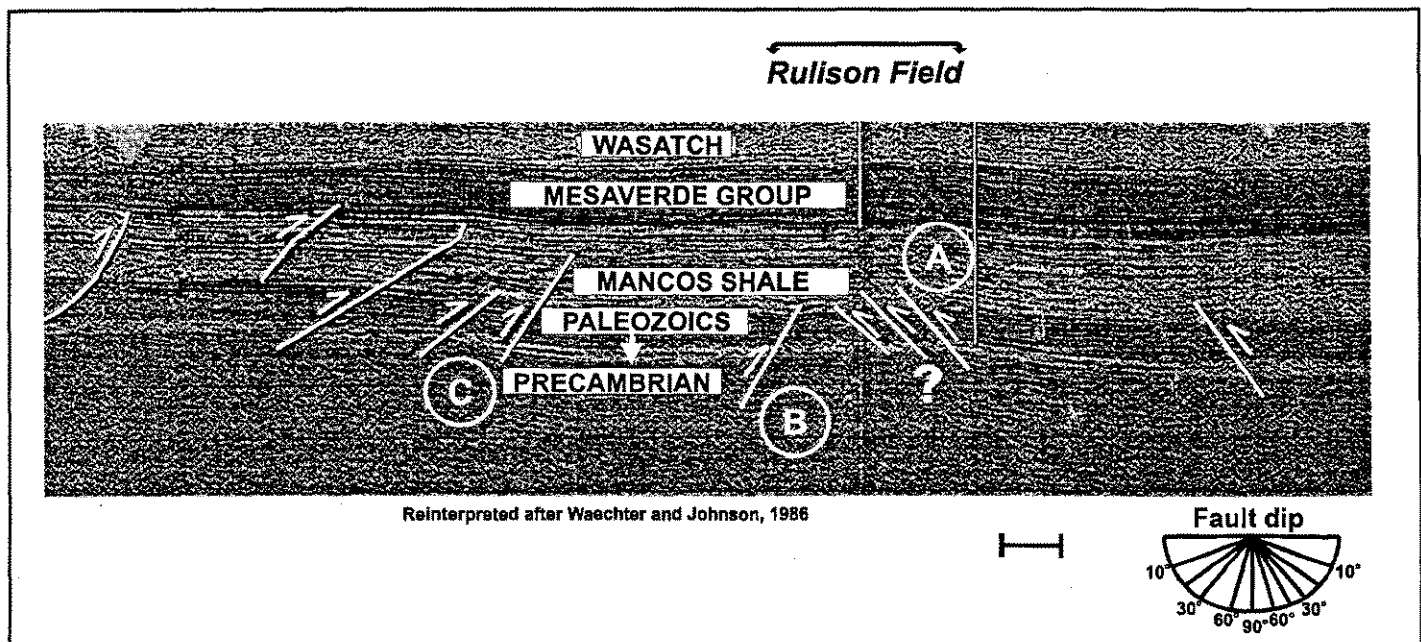 Rulison Field
WASATCH
MESAVERDE GROUP
A
MANCOS SHALE
PALEOZOICS
?
C
PRECAMBRIAN
B
Reinterpreted after Waechter and Johnson, 1986
Fault dip
10° 10°
30° 60° 90° 60° 30°